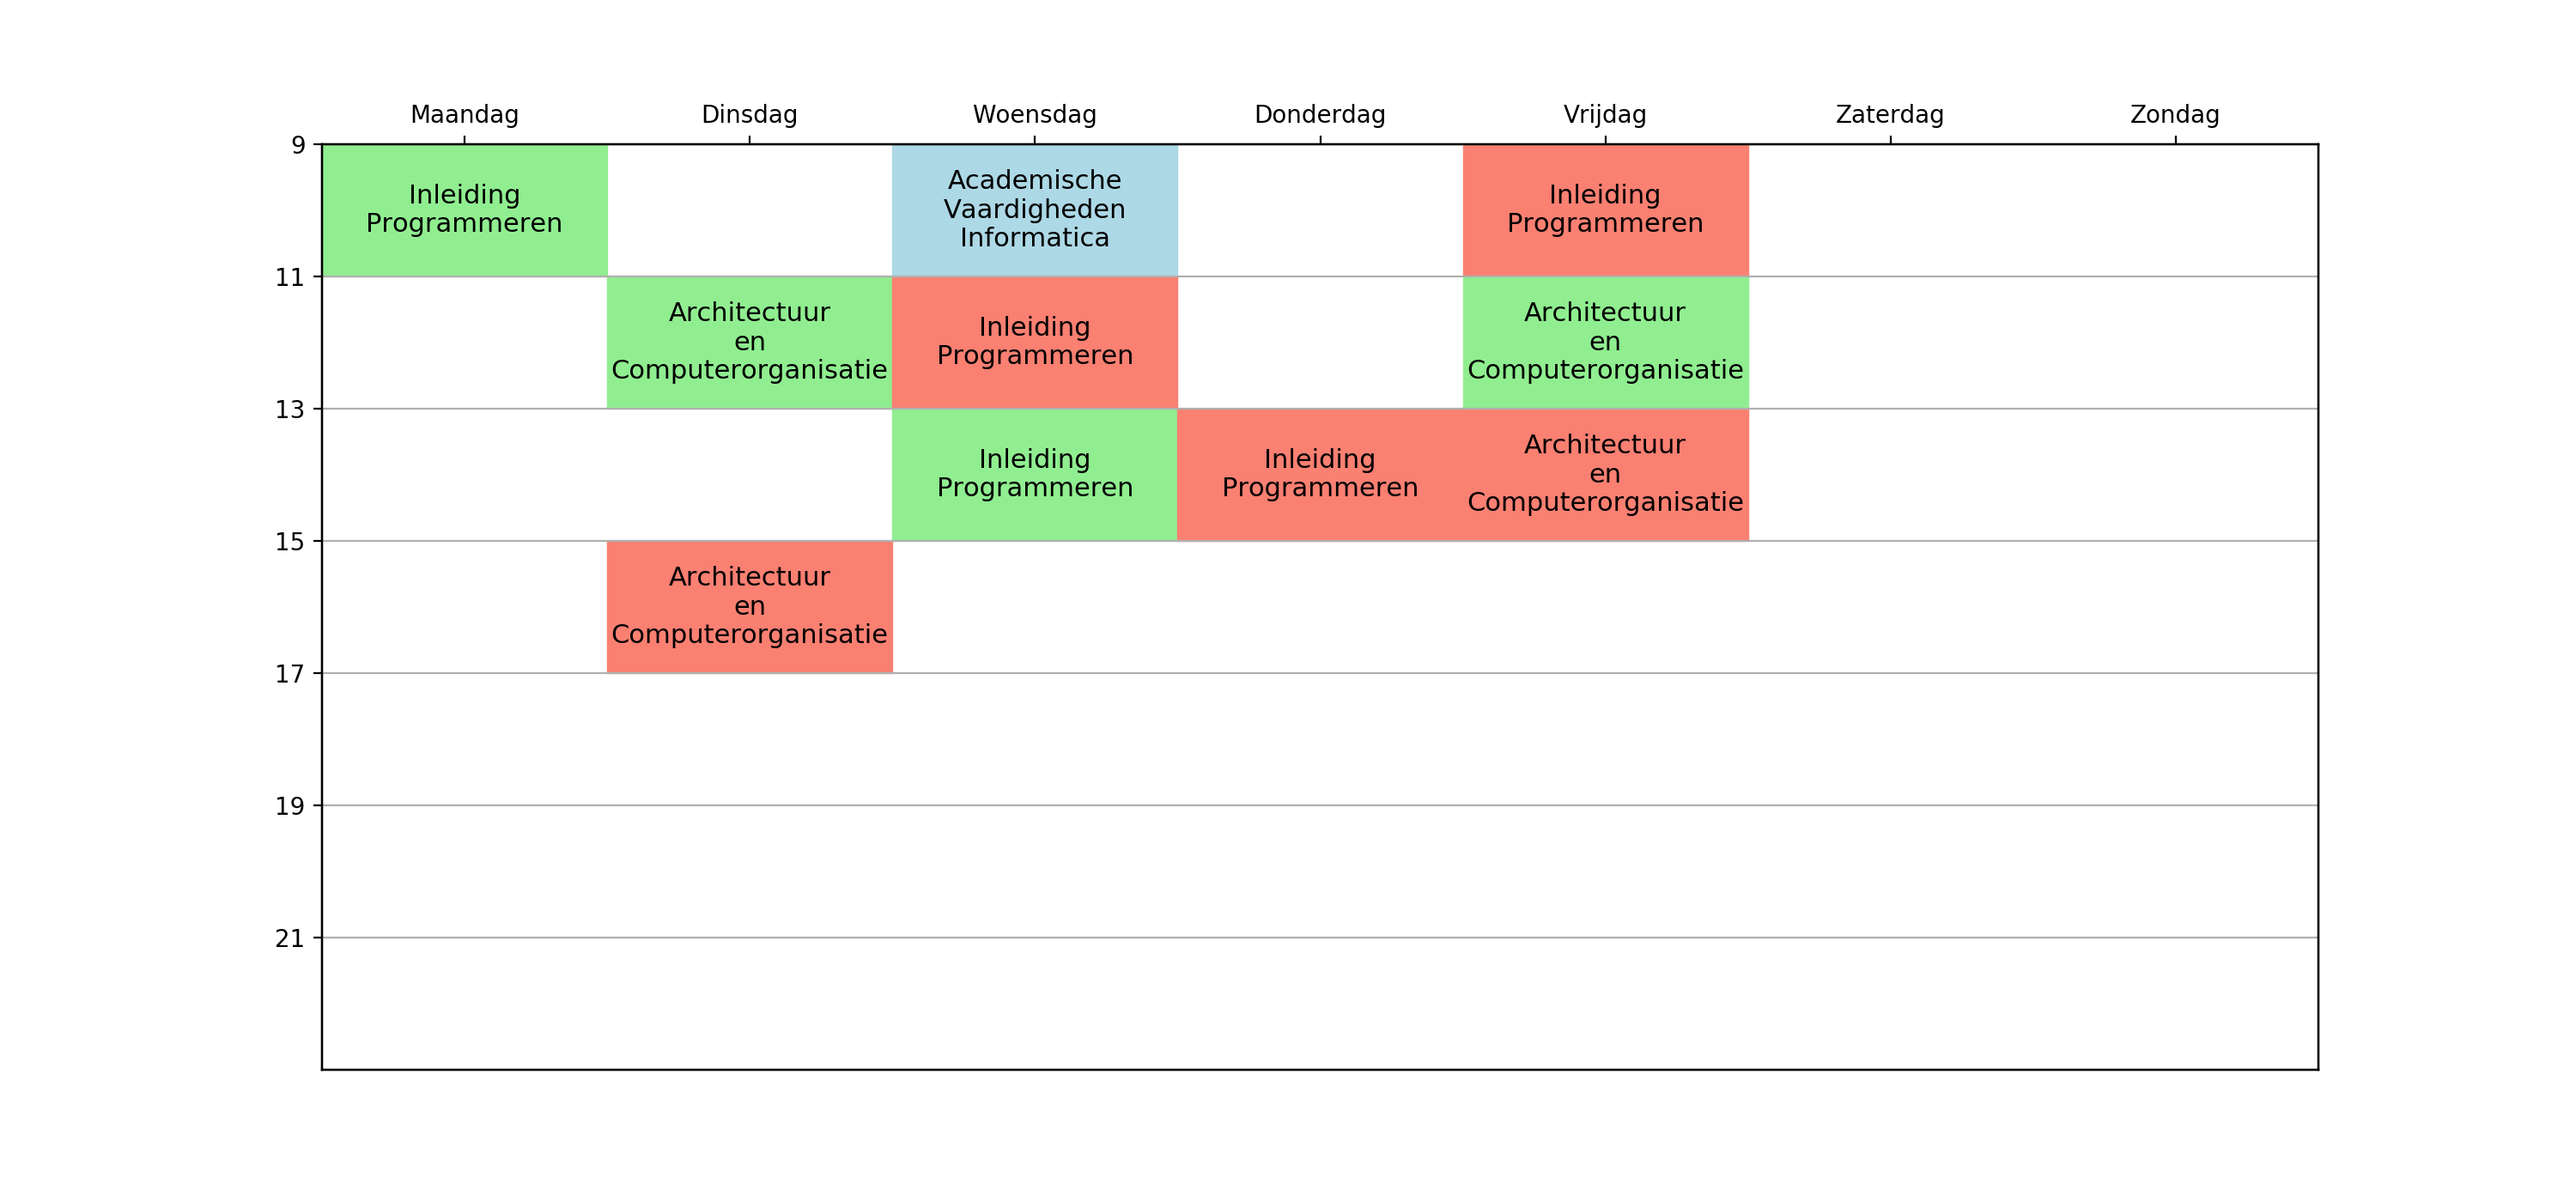 Maandag Dinsdag Woensdag Donderdag Vrijdag Zaterdag Zondag
9
Inleiding
Programmeren
Academische
Vaardigheden
Informatica
Inleiding
Programmeren
11
Architectuur
en
Computerorganisatie
Inleiding
Programmeren
Architectuur
en
Computerorganisatie
13
Inleiding
Programmeren
Inleiding
Programmeren
Architectuur
en
Computerorganisatie
15
Architectuur
en
Computerorganisatie
17
19
21